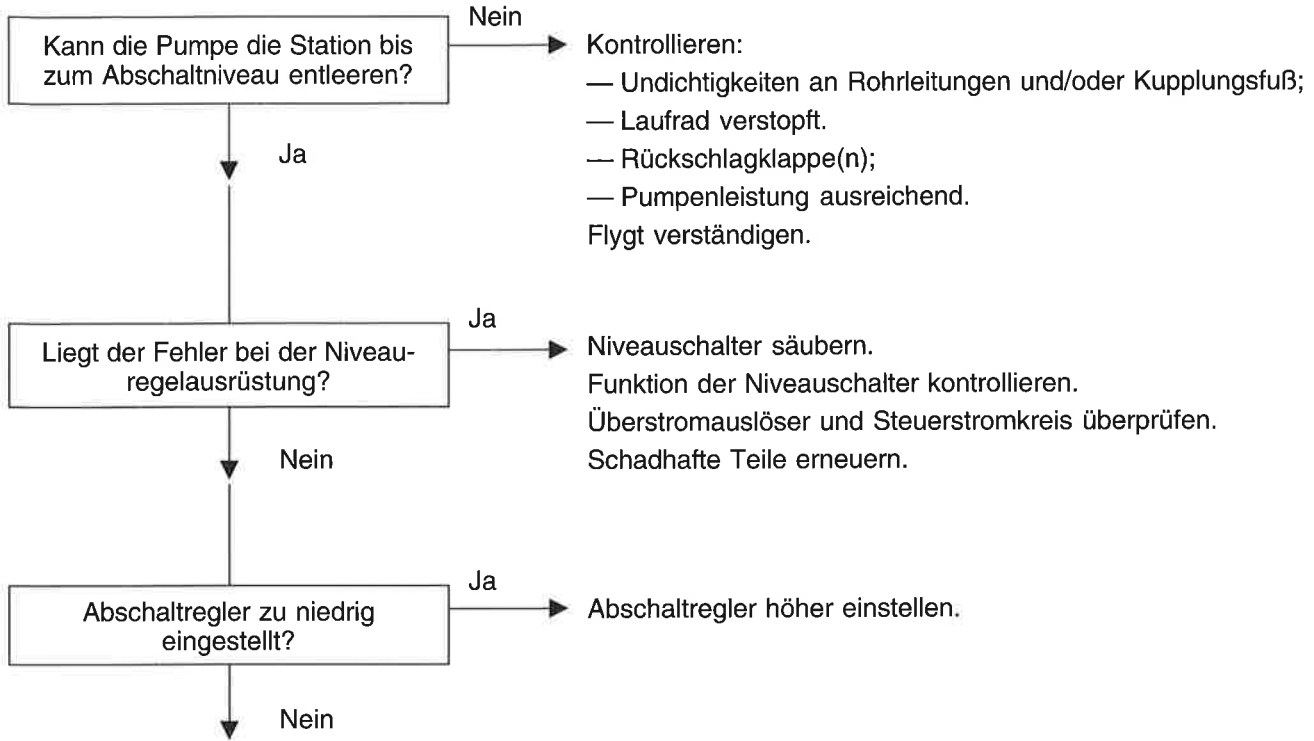 Kann die Pumpe die Station bis
zum Abschaltniveau entleeren?
Nein
Kontrollieren:
— Undichtigkeiten an Rohrleitungen und/oder Kupplungsfuß;
— Laufrad verstopft.
— Rückschlagklappe(n);
— Pumpenleistung ausreichend.
Flygt verständigen.
Ja
Liegt der Fehler bei der Niveau-
regelausrüstung?
Ja
Niveauschalter säubern.
Funktion der Niveauschalter kontrollieren.
Überstromauslöser und Steuerstromkreis überprüfen.
Schadhafte Teile erneuern.
Nein
Abschaltregler zu niedrig
eingestellt?
Ja
Abschaltregler höher einstellen.
Nein